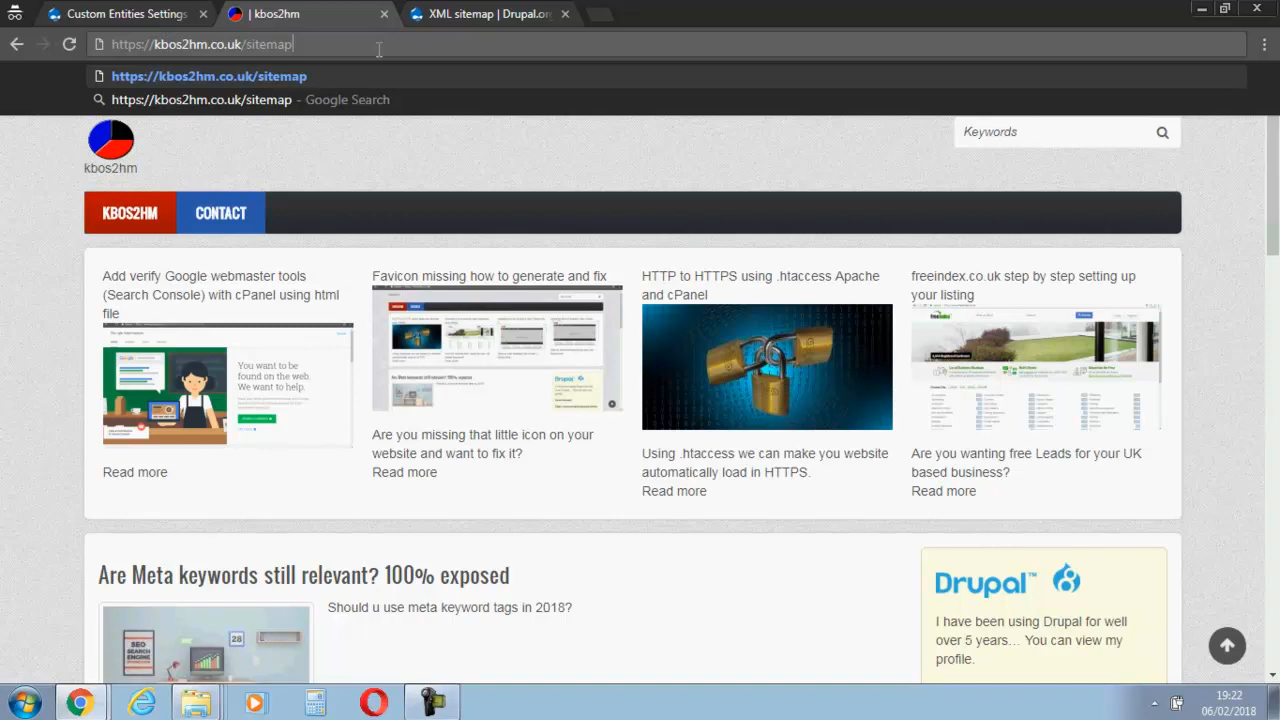 Custom Entities Settings
| kbos2hm
XML sitemap | Drupal.or
https://kbos2hm.co.uk/sitemap
https://kbos2hm.co.uk/sitemap
https://kbos2hm.co.uk/sitemap - Google Search
kbos2hm
Keywords
KBOS2HM
CONTACT
Add verify Google webmaster tools
(Search Console) with cPanel using html
file
You want to be
found on the web.
We want to help.
Read more
Favicon missing how to generate and fix
Are you missing that little icon on your
website and want to fix it?
Read more
HTTP to HTTPS using .htaccess Apache
and cPanel
Using .htaccess we can make you website
automatically load in HTTPS.
Read more
freeindex.co.uk step by step setting up
your listing
Are you wanting free Leads for your UK
based business?
Read more
Are Meta keywords still relevant? 100% exposed
SEO
SEARCH
ENGINE
28
Should u use meta keyword tags in 2018?
Drupal™
I have been using Drupal for well
over 5 years… You can view my
profile.
19:22
06/02/2018